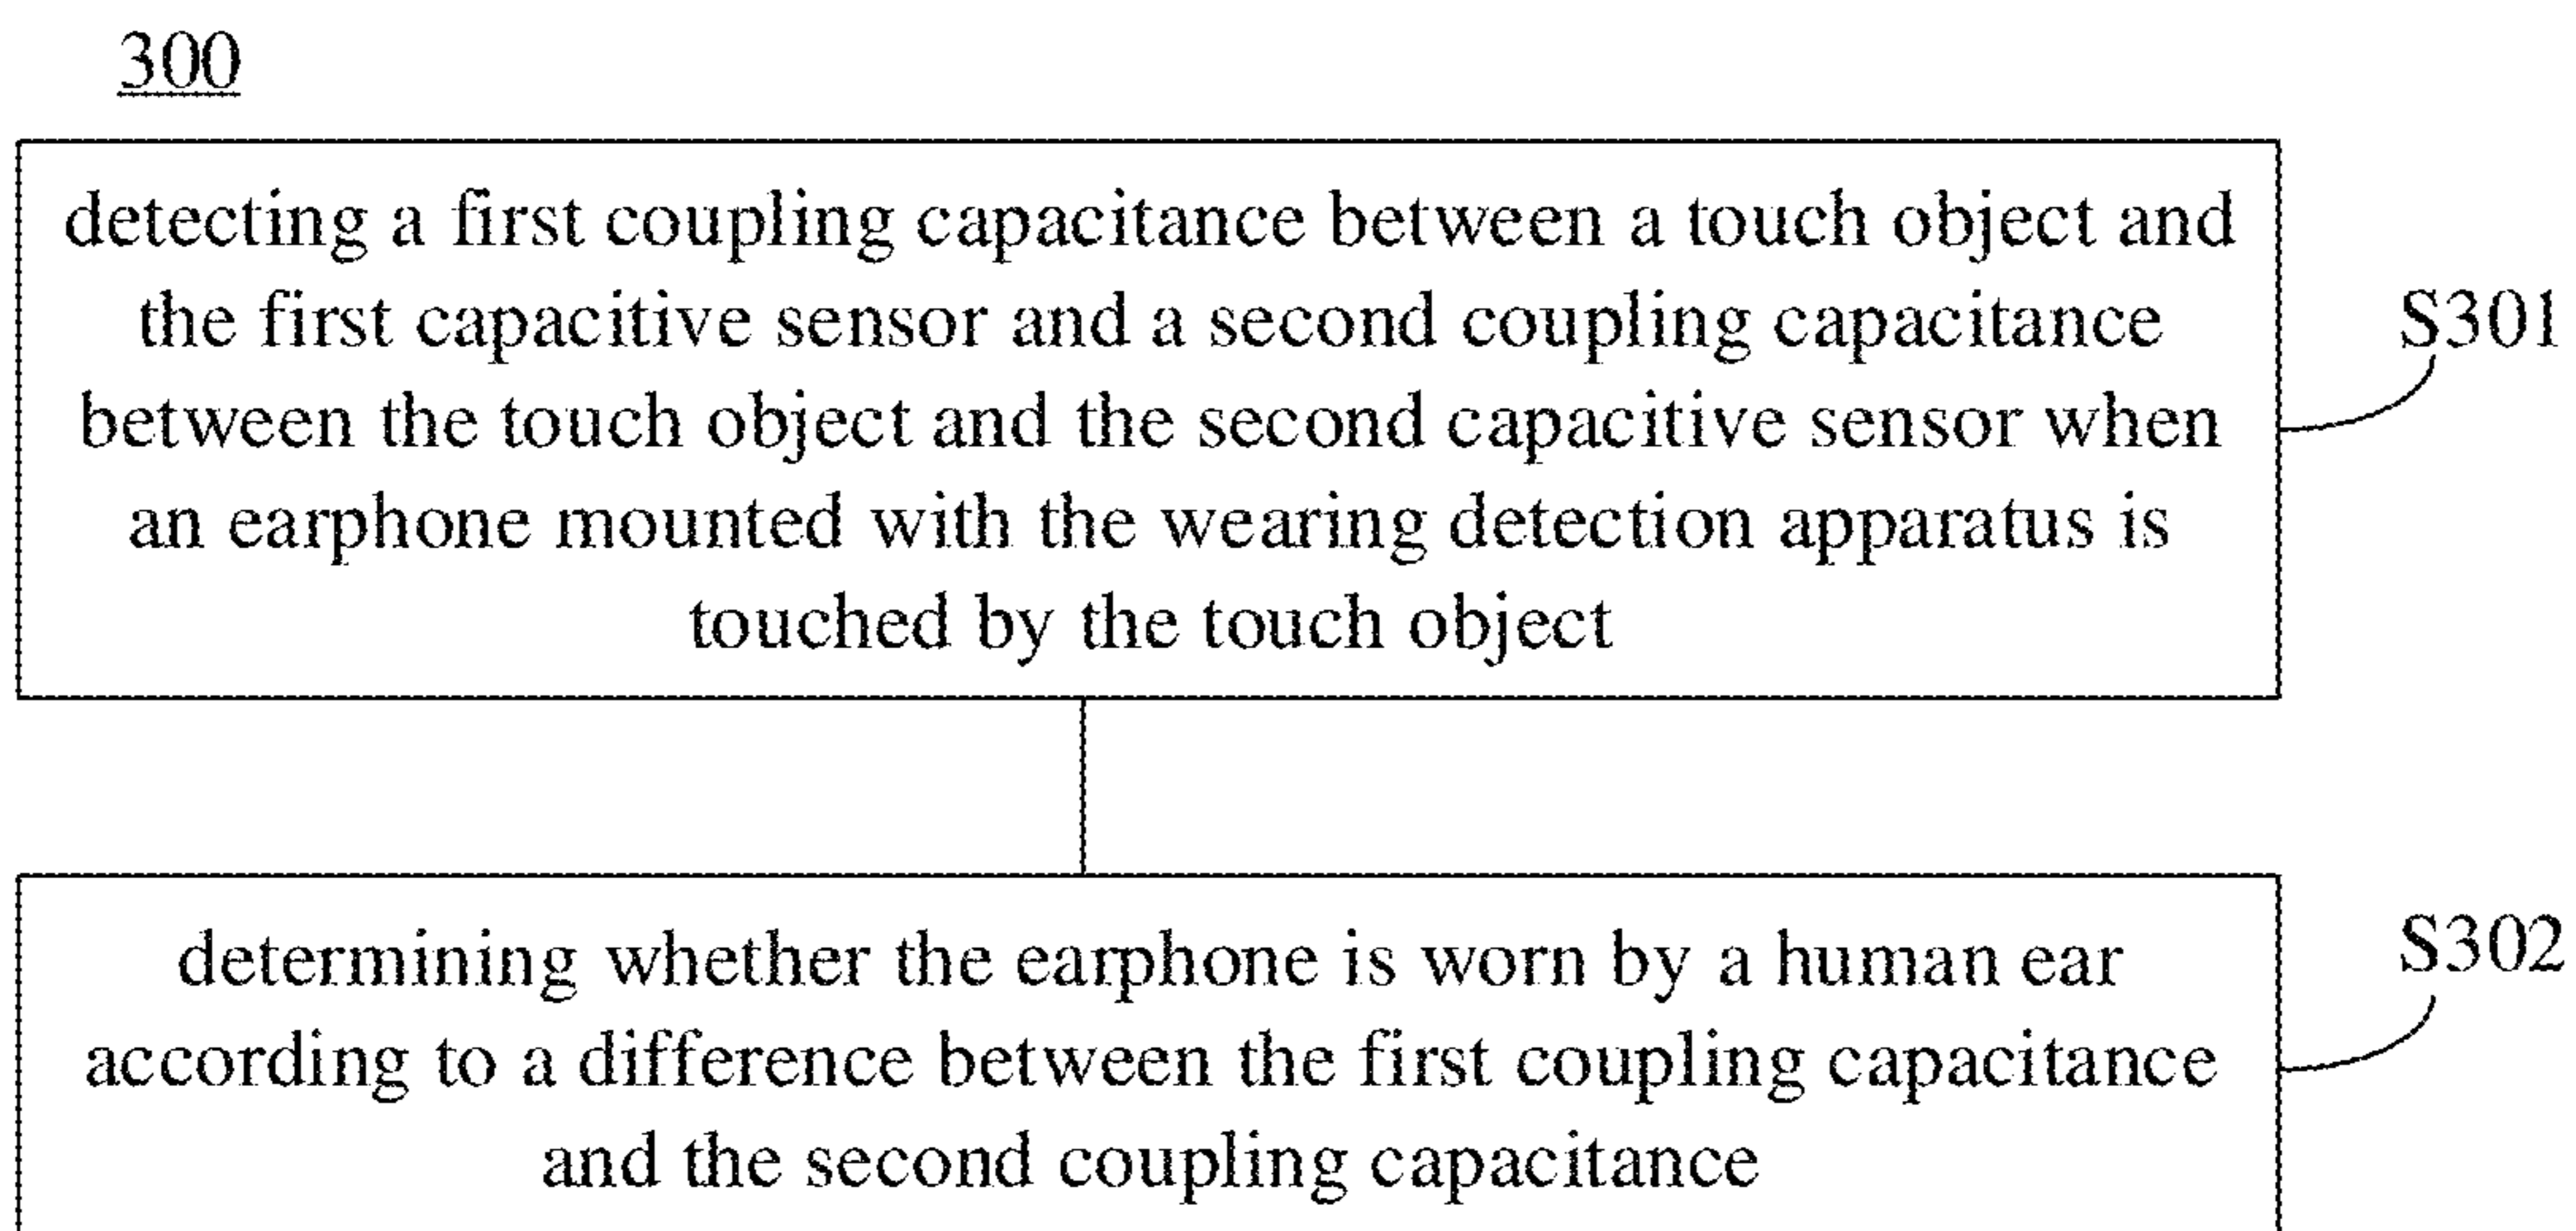 300
detecting a first coupling capacitance between a touch object and
the first capacitive sensor and a second coupling capacitance
between the touch object and the second capacitive sensor when
an earphone mounted with the wearing detection apparatus is
touched by the touch object
S301
determining whether the earphone is worn by a human ear
according to a difference between the first coupling capacitance
and the second coupling capacitance
S302